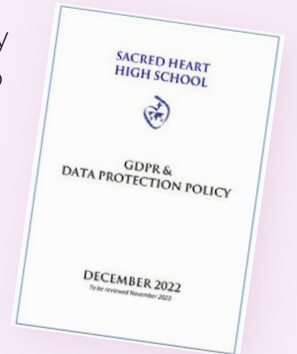 y
SACRED HEART
HIGH SCHOOL
GDPR &
DATA PROTECTION POLICY
DECEMBER 2022
To be reviewed November 2023